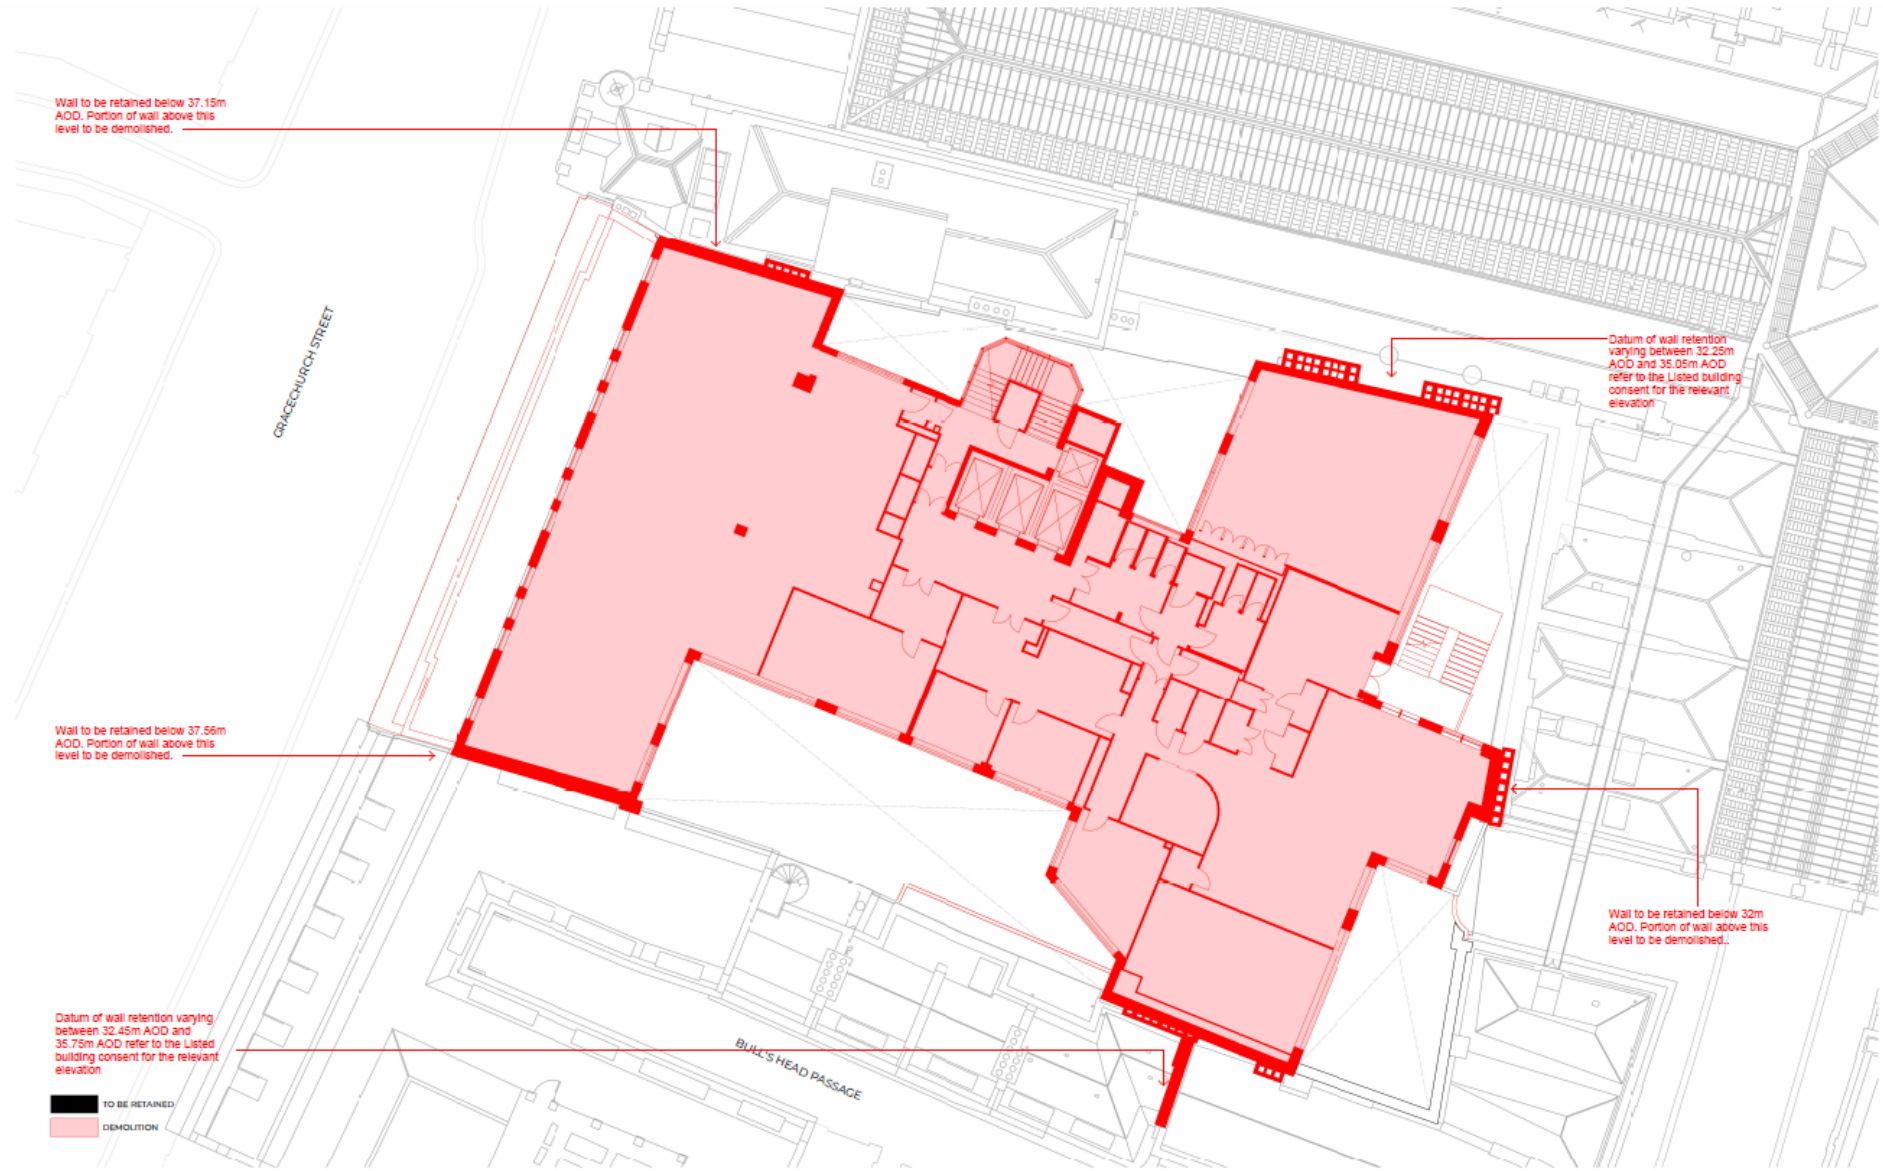 Wall to be retained below 37.15m
AOD. Portion of wall above this
level to be demolished.
GRACECHURCH STREET
Datum of wall retention
varying between 32.25m
AOD and 35.05m AOD
refer to the Listed building
consent for the relevant
elevation
Wall to be retained below 37.56m
AOD. Portion of wall above this
level to be demolished.
Wall to be retained below 32m
AOD. Portion of wall above this
level to be demolished..
Datum of wall retention varying
between 32.45m AOD and
35.75m AOD refer to the Listed
building consent for the relevant
elevation
BULL'S HEAD PASSAGE
TO BE RETAINED
DEMOLITION